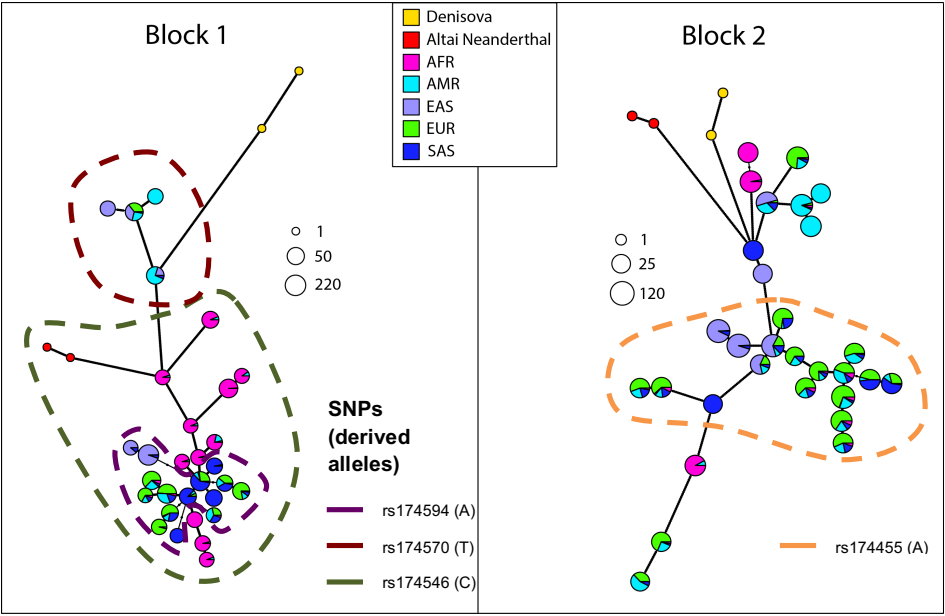 Block 1
Denisova
Altai Neanderthal
AFR
AMR
EAS
EUR
SAS
Block 2
1
50
220
1
25
120
SNPs
(derived
alleles)
rs174594 (A)
rs174570 (T)
rs174546 (C)
rs174455 (A)